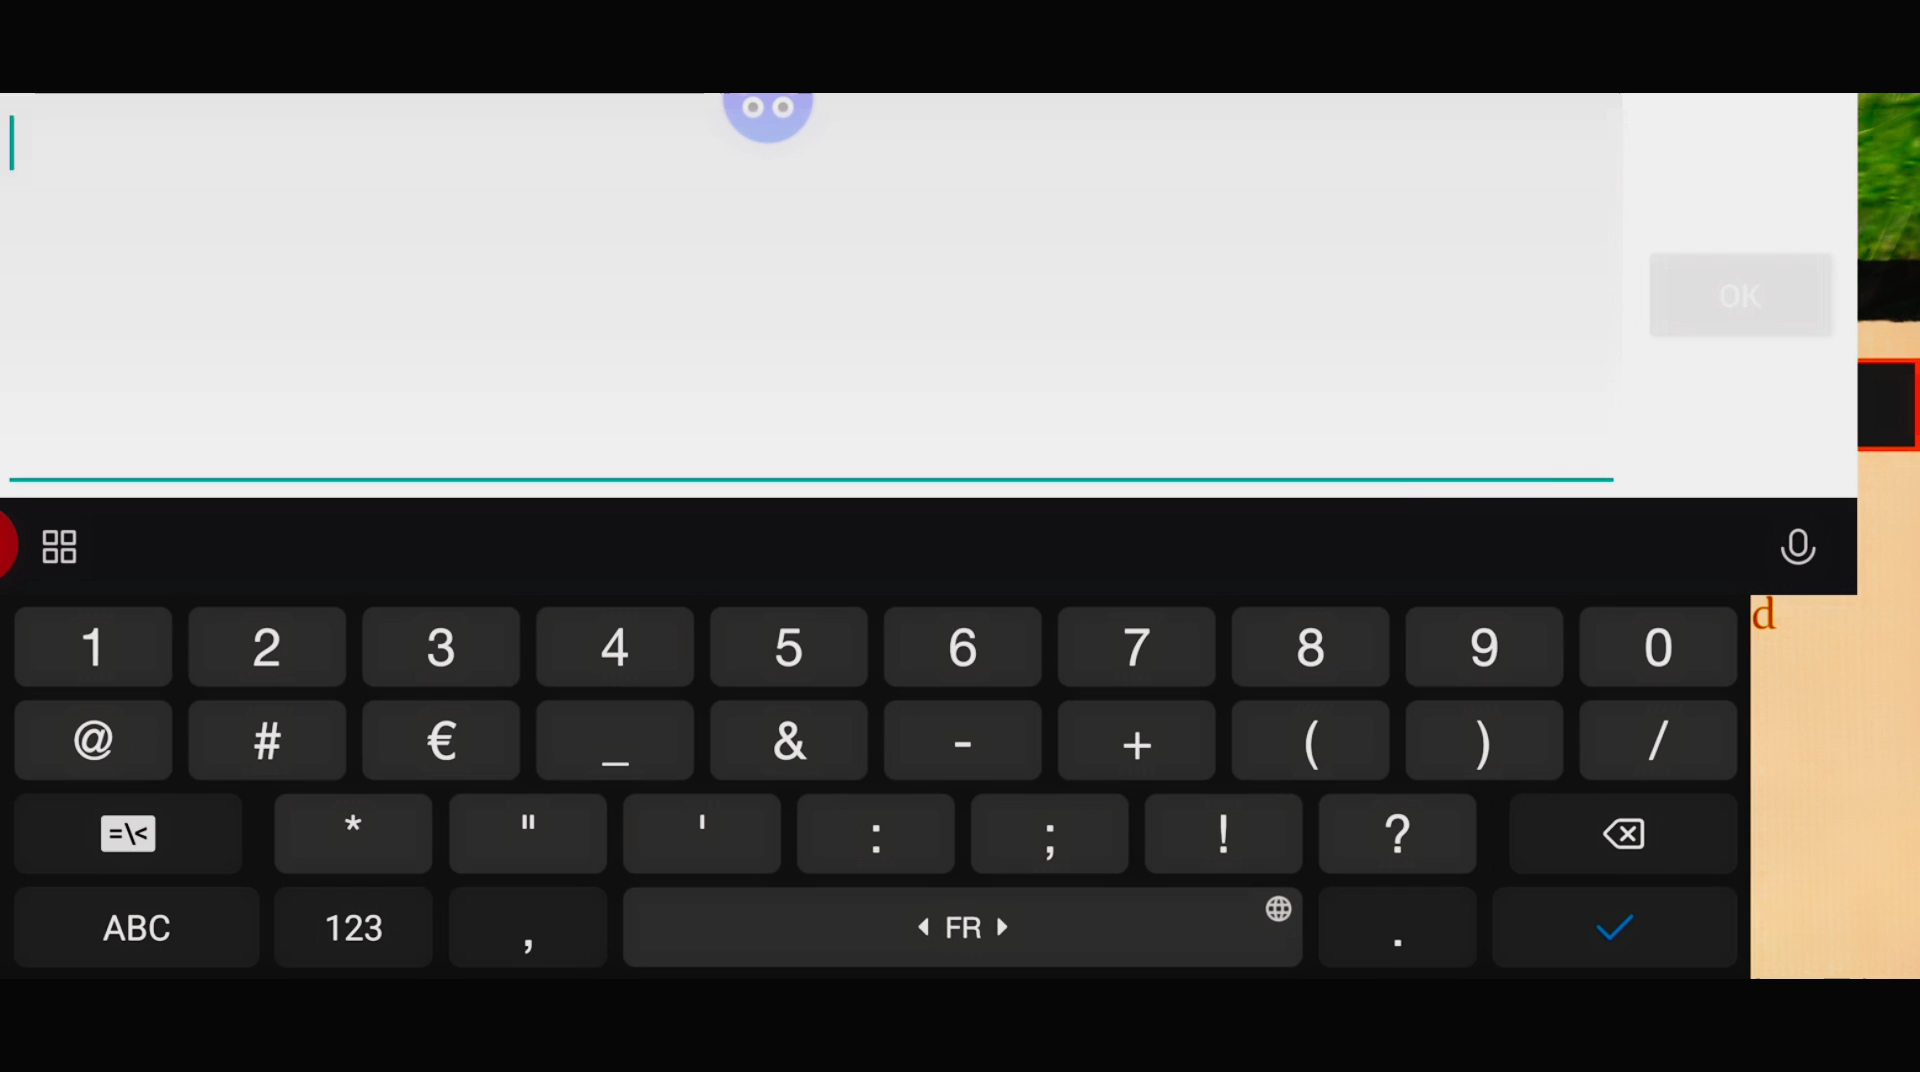 OK
d
1 2 3 4 5 6 7 8 9 0
@ # € _ & - + ( ) /
=\< * " ' : ; ! ?
ABC 123 , FR .